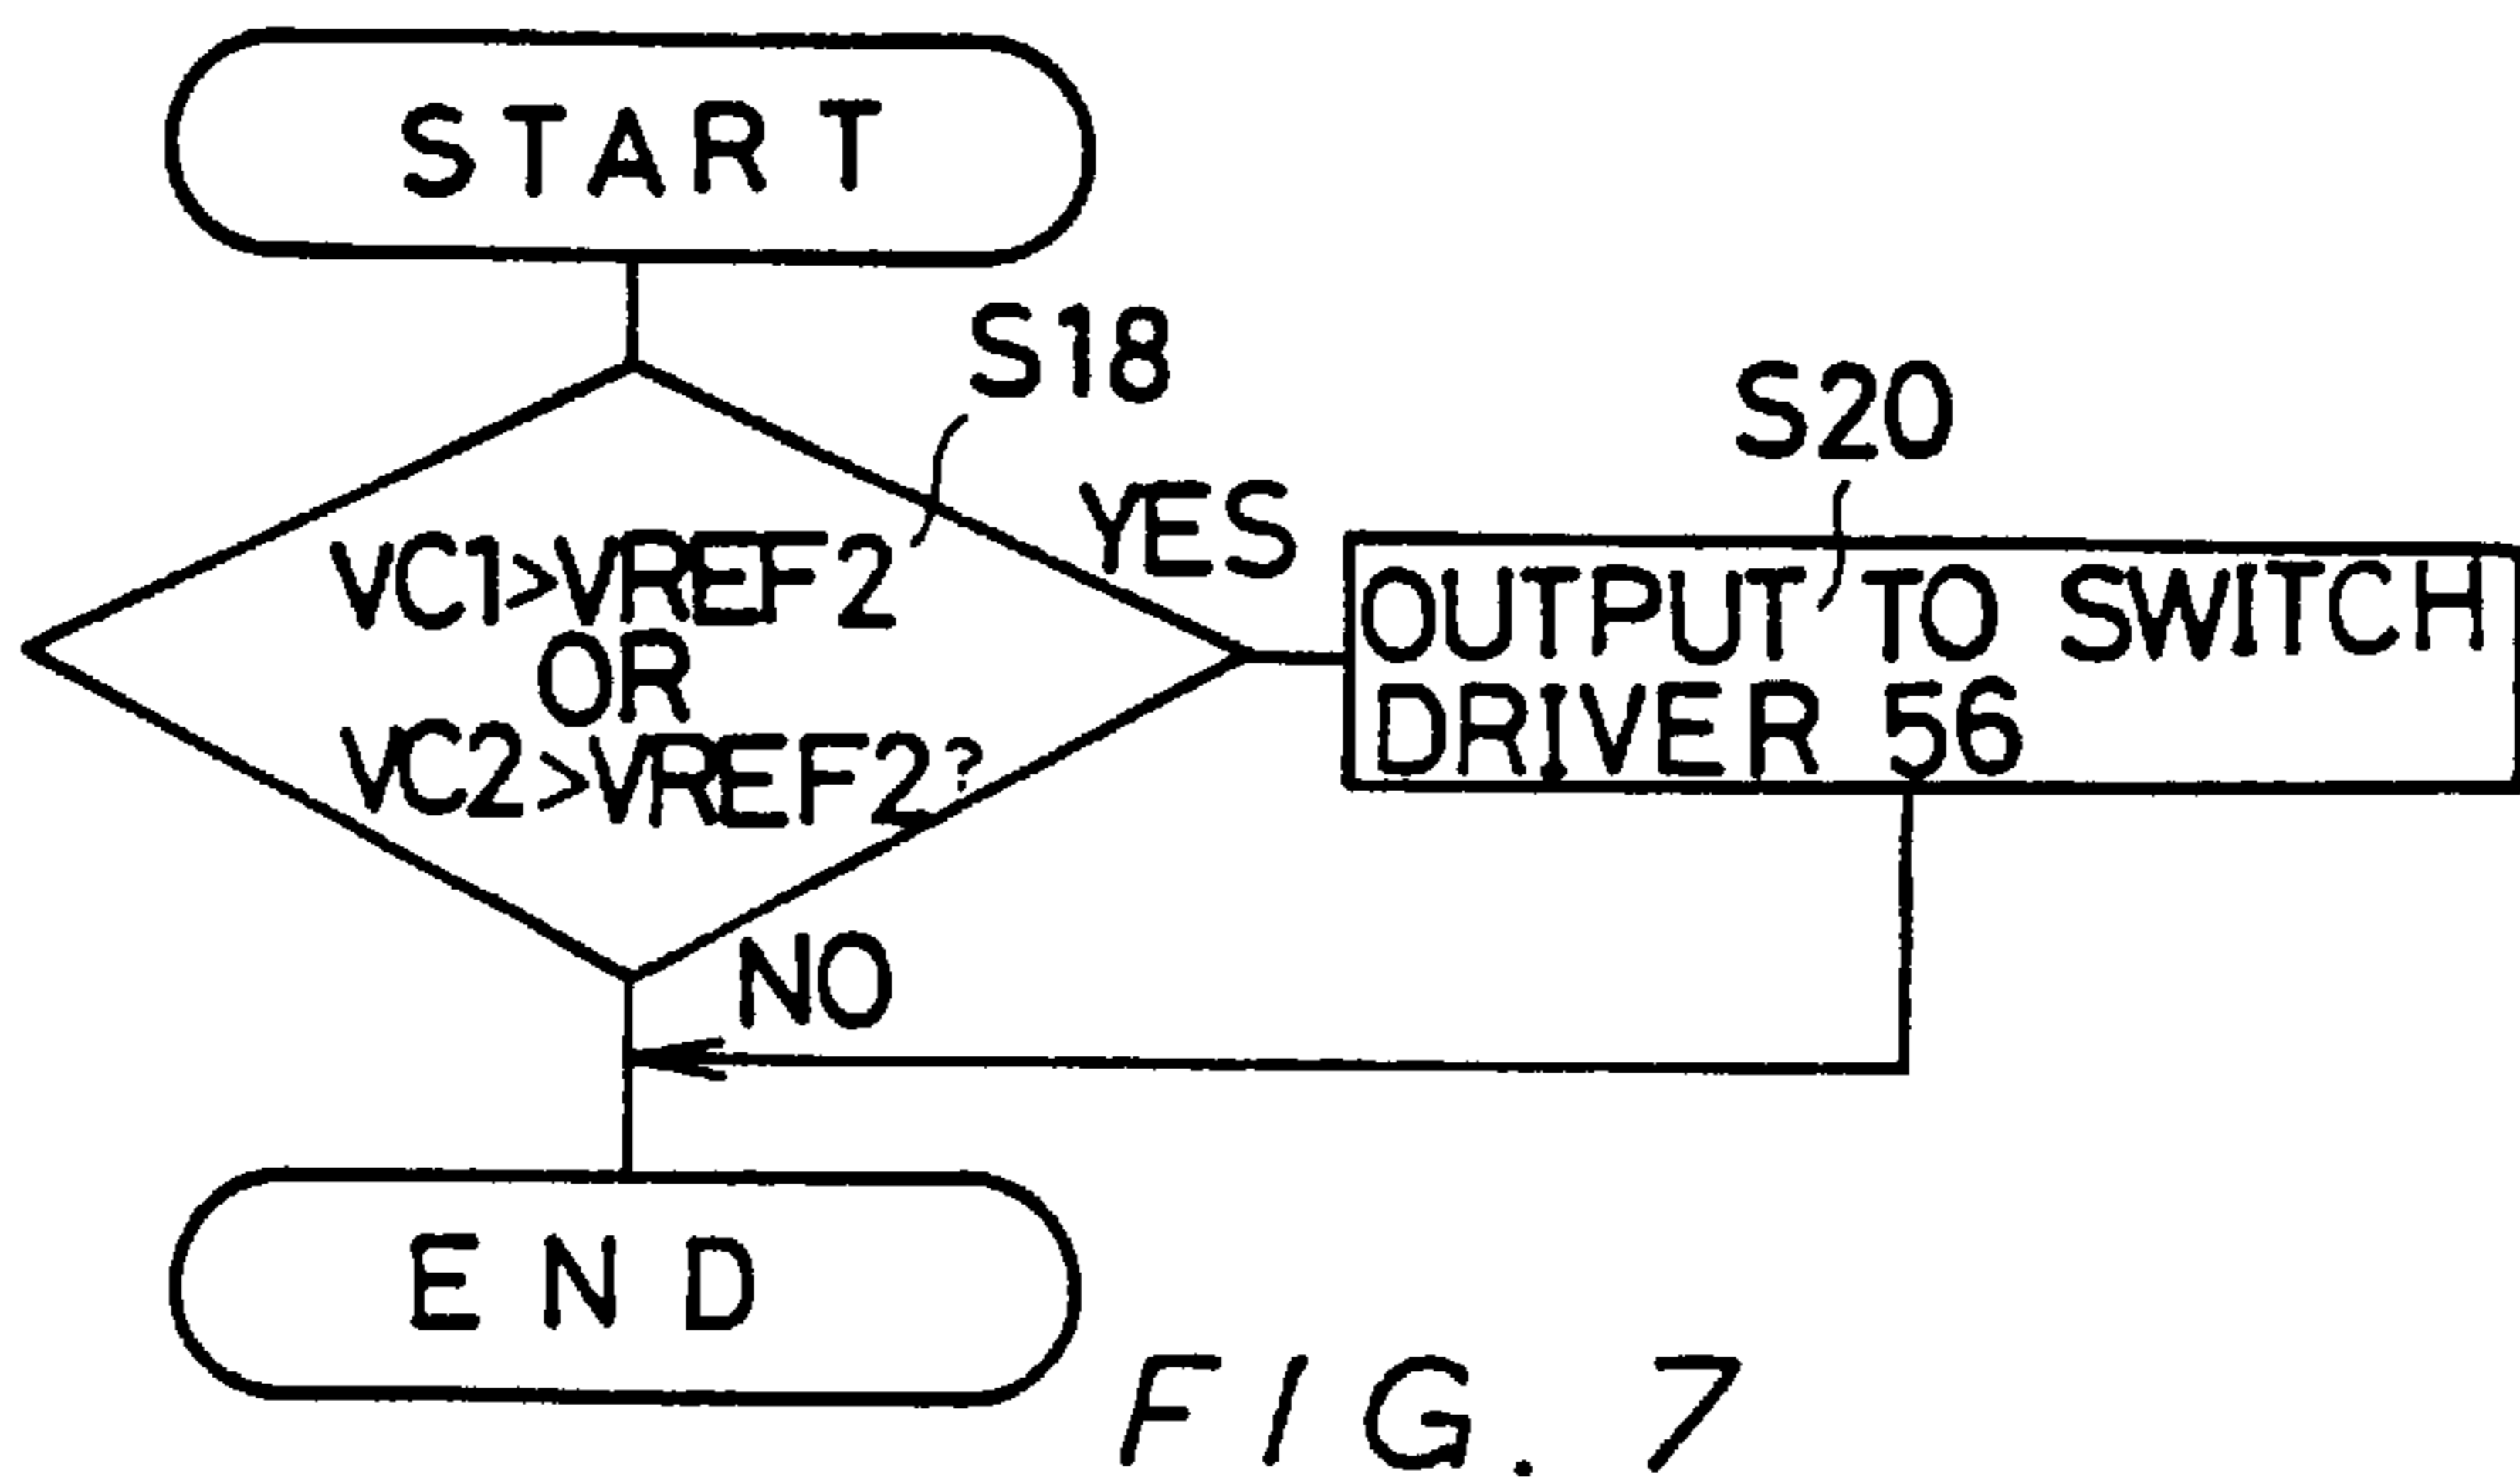 START
S18
S20
YES
VC1>VREF2
OR
VC2>VREF2?
OUTPUT TO SWITCH
DRIVER 56
NO
END
FIG. 7